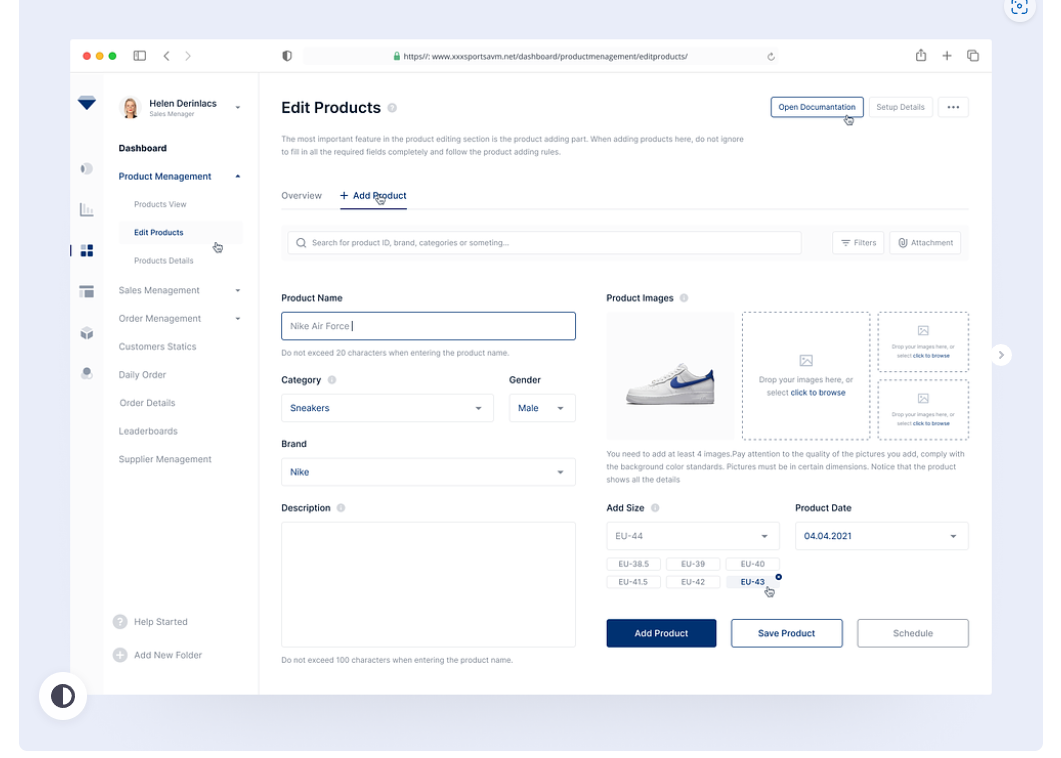 https//: www.xxxsportsavm.net/dashboard/productmenagement/editproducts/
Helen Derinlacs
Sales Menager
Dashboard
Product Menagement
Products View
Edit Products
Products Details
Sales Menagement
Order Menagement
Customers Statics
Daily Order
Order Details
Leaderboards
Supplier Management
Help Started
Add New Folder
Edit Products
Open Documantation
Setup Details
The most important feature in the product editing section is the product adding part. When adding products here, do not ignore
to fill in all the required fields completely and follow the product adding rules.
Overview
+ Add Product
Search for product ID, brand, categories or someting...
Filters
Attachment
Product Name
Nike Air Force
Do not exceed 20 characters when entering the product name.
Category
Gender
Sneakers
Male
Brand
Nike
Description
Do not exceed 100 characters when entering the product name.
Product Images
Drop your images here, or
select click to browse
Drop your images here, or
select click to browse
Drop your images here, or
select click to browse
You need to add at least 4 images.Pay attention to the quality of the pictures you add, comply with
the background color standards. Pictures must be in certain dimensions. Notice that the product
shows all the details
Add Size
Product Date
EU-44
04.04.2021
EU-38.5 EU-39 EU-40
EU-41.5 EU-42 EU-43
Add Product
Save Product
Schedule